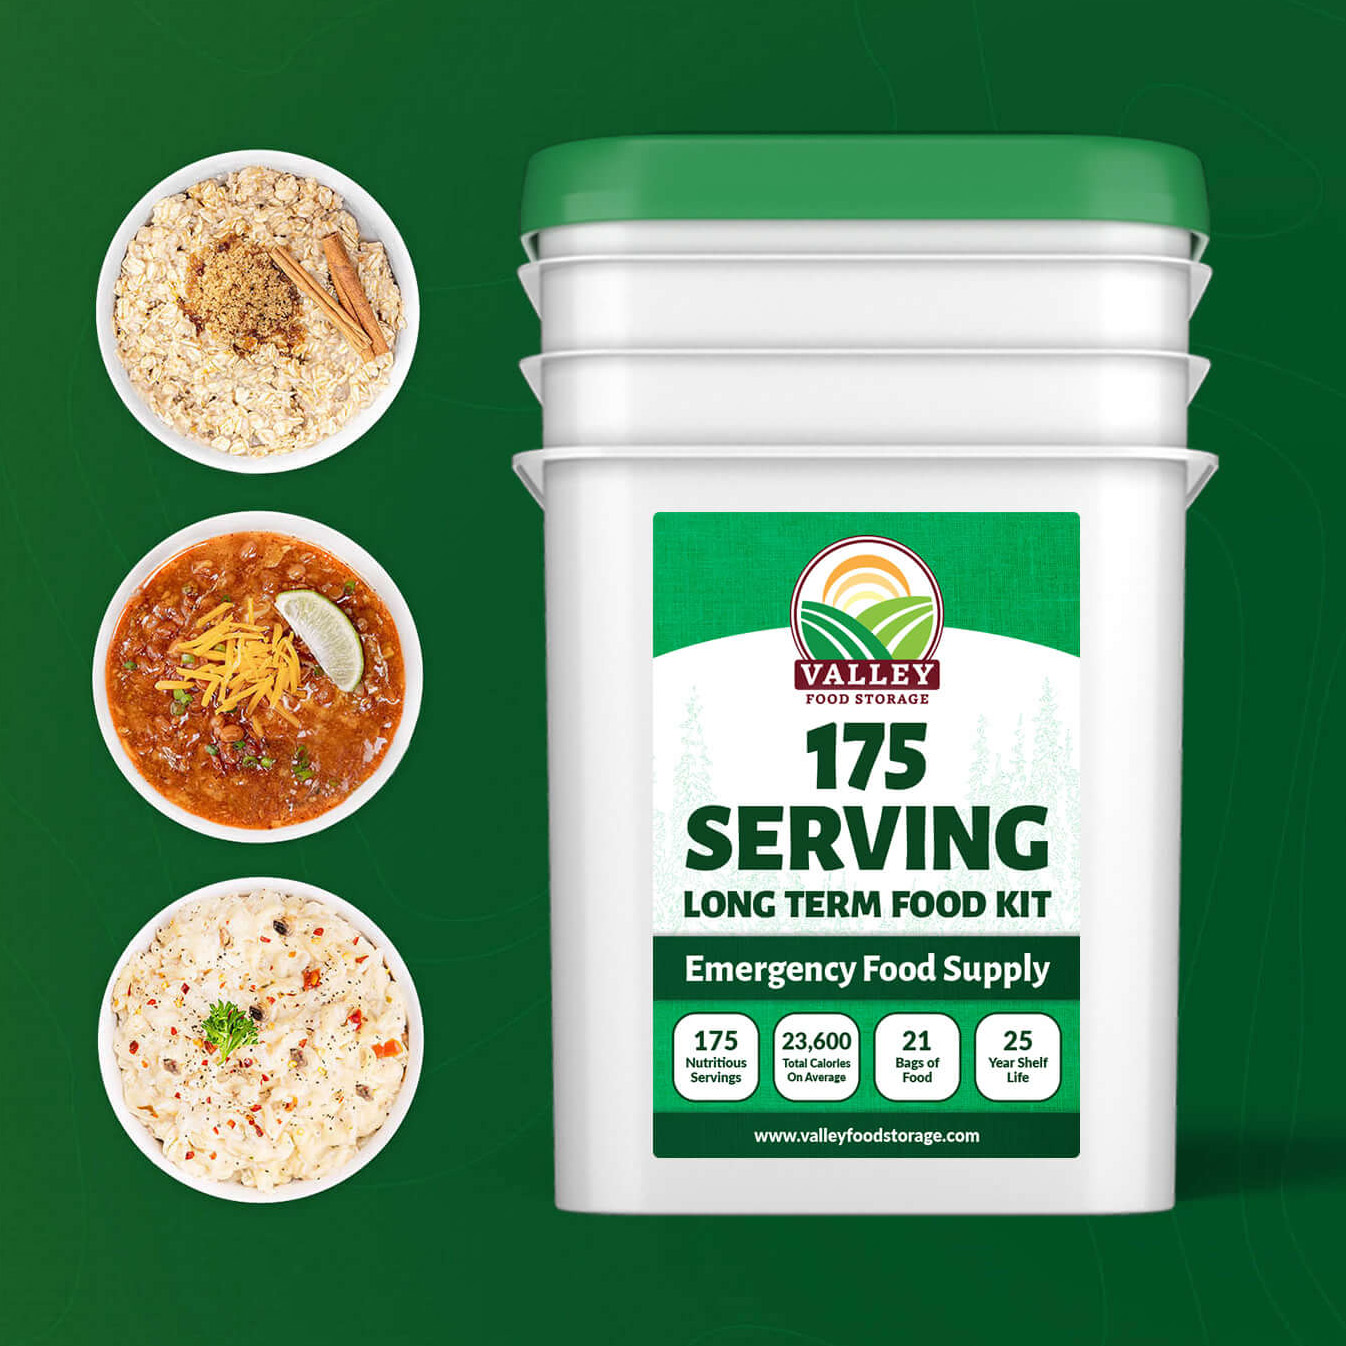 VALLEY
FOOD STORAGE
175
SERVING
LONG TERM FOOD KIT
Emergency Food Supply
175
Nutritious
Servings
23,600
Total Calories
On Average
21
Bags of
Food
25
Year Shelf
Life
www.valleyfoodstorage.com